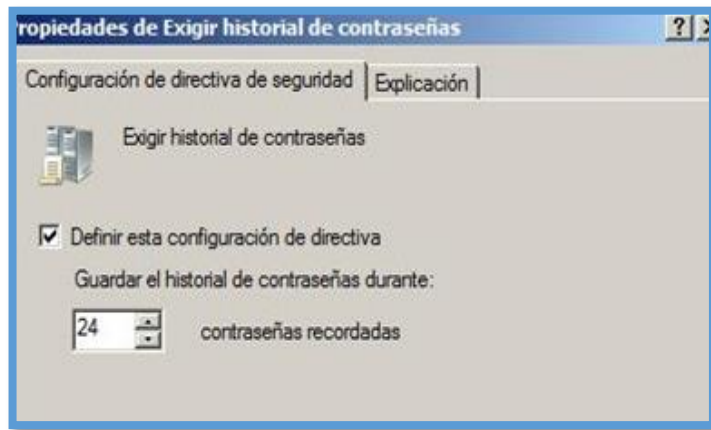 ropiedades de Exigir historial de contraseñas
Configuración de directiva de seguridad Explicación
Exigir historial de contraseñas
Definir esta configuración de directiva
Guardar el historial de contraseñas durante:
24 contraseñas recordadas